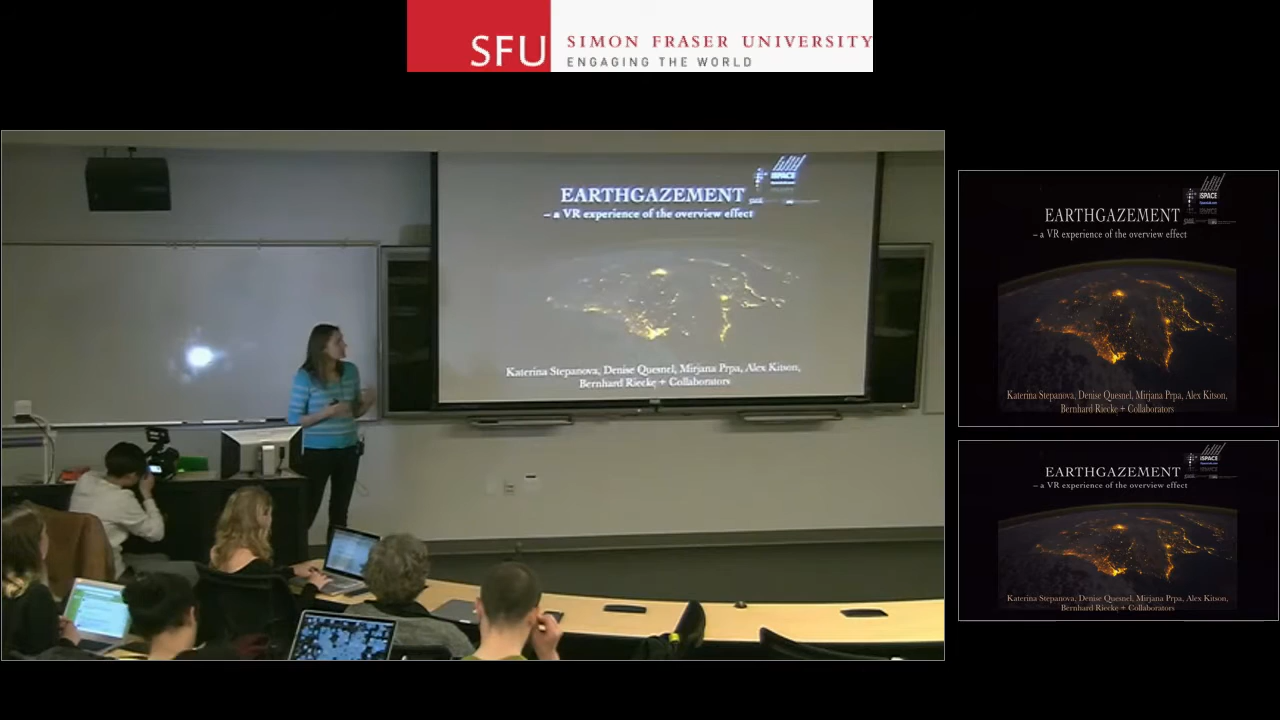 SFU
SIMON FRASER UNIVERSITY
ENGAGING THE WORLD
EARTHGAZEMENT
– a VR experience of the overview effect
iSPACE
Katerina Stepanova, Denise Quesnel, Mirjana Prpa, Alex Kitson,
Bernhard Riecke + Collaborators
EARTHGAZEMENT
– a VR experience of the overview effect
iSPACE
Katerina Stepanova, Denise Quesnel, Mirjana Prpa, Alex Kitson,
Bernhard Riecke + Collaborators
EARTHGAZEMENT
– a VR experience of the overview effect
iSPACE
Katerina Stepanova, Denise Quesnel, Mirjana Prpa, Alex Kitson,
Bernhard Riecke + Collaborators